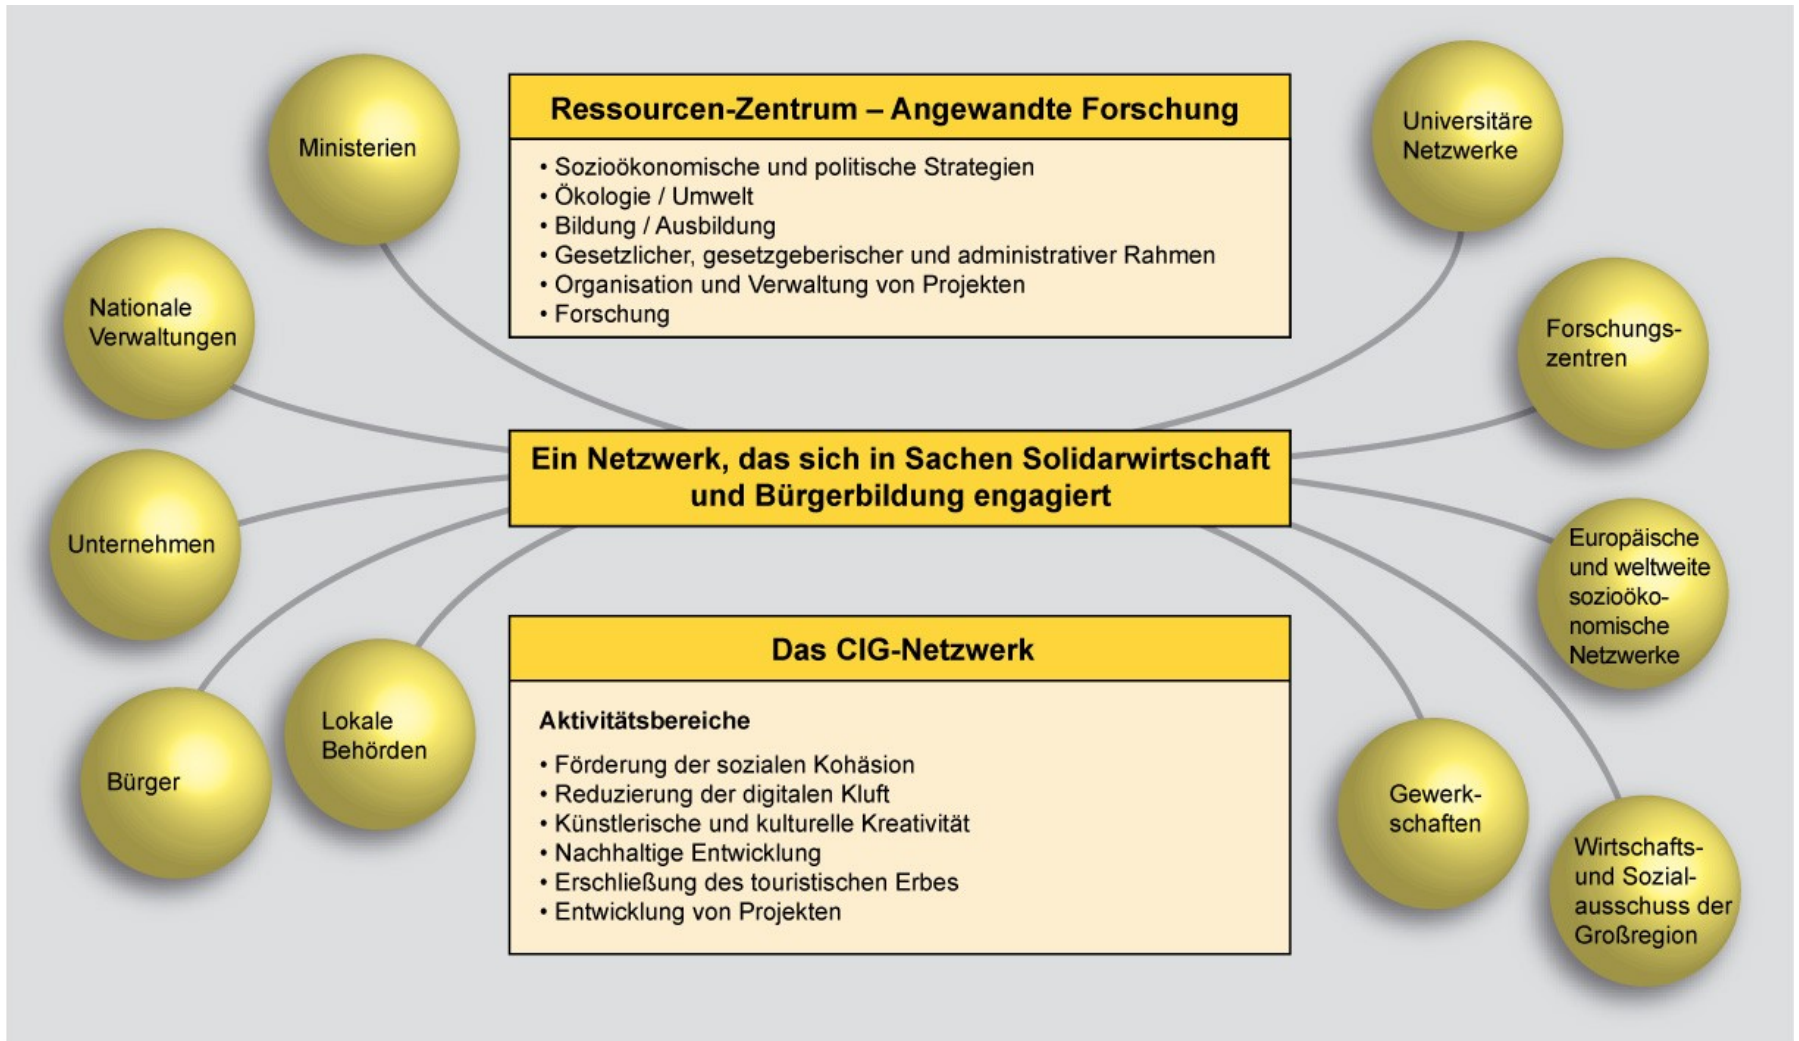 Ministerien
Nationale
Verwaltungen
Unternehmen
Bürger
Lokale
Behörden
Ressourcen-Zentrum – Angewandte Forschung
• Sozioökonomische und politische Strategien
• Ökologie / Umwelt
• Bildung / Ausbildung
• Gesetzlicher, gesetzgeberischer und administrativer Rahmen
• Organisation und Verwaltung von Projekten
• Forschung
Ein Netzwerk, das sich in Sachen Solidarwirtschaft
und Bürgerbildung engagiert
Das CIG-Netzwerk
Aktivitätsbereiche
• Förderung der sozialen Kohäsion
• Reduzierung der digitalen Kluft
• Künstlerische und kulturelle Kreativität
• Nachhaltige Entwicklung
• Erschließung des touristischen Erbes
• Entwicklung von Projekten
Universitäre
Netzwerke
Forschungs-
zentren
Europäische
und weltweite
sozioöko-
nomische
Netzwerke
Gewerk-
schaften
Wirtschafts-
und Sozial-
ausschuss der
Großregion